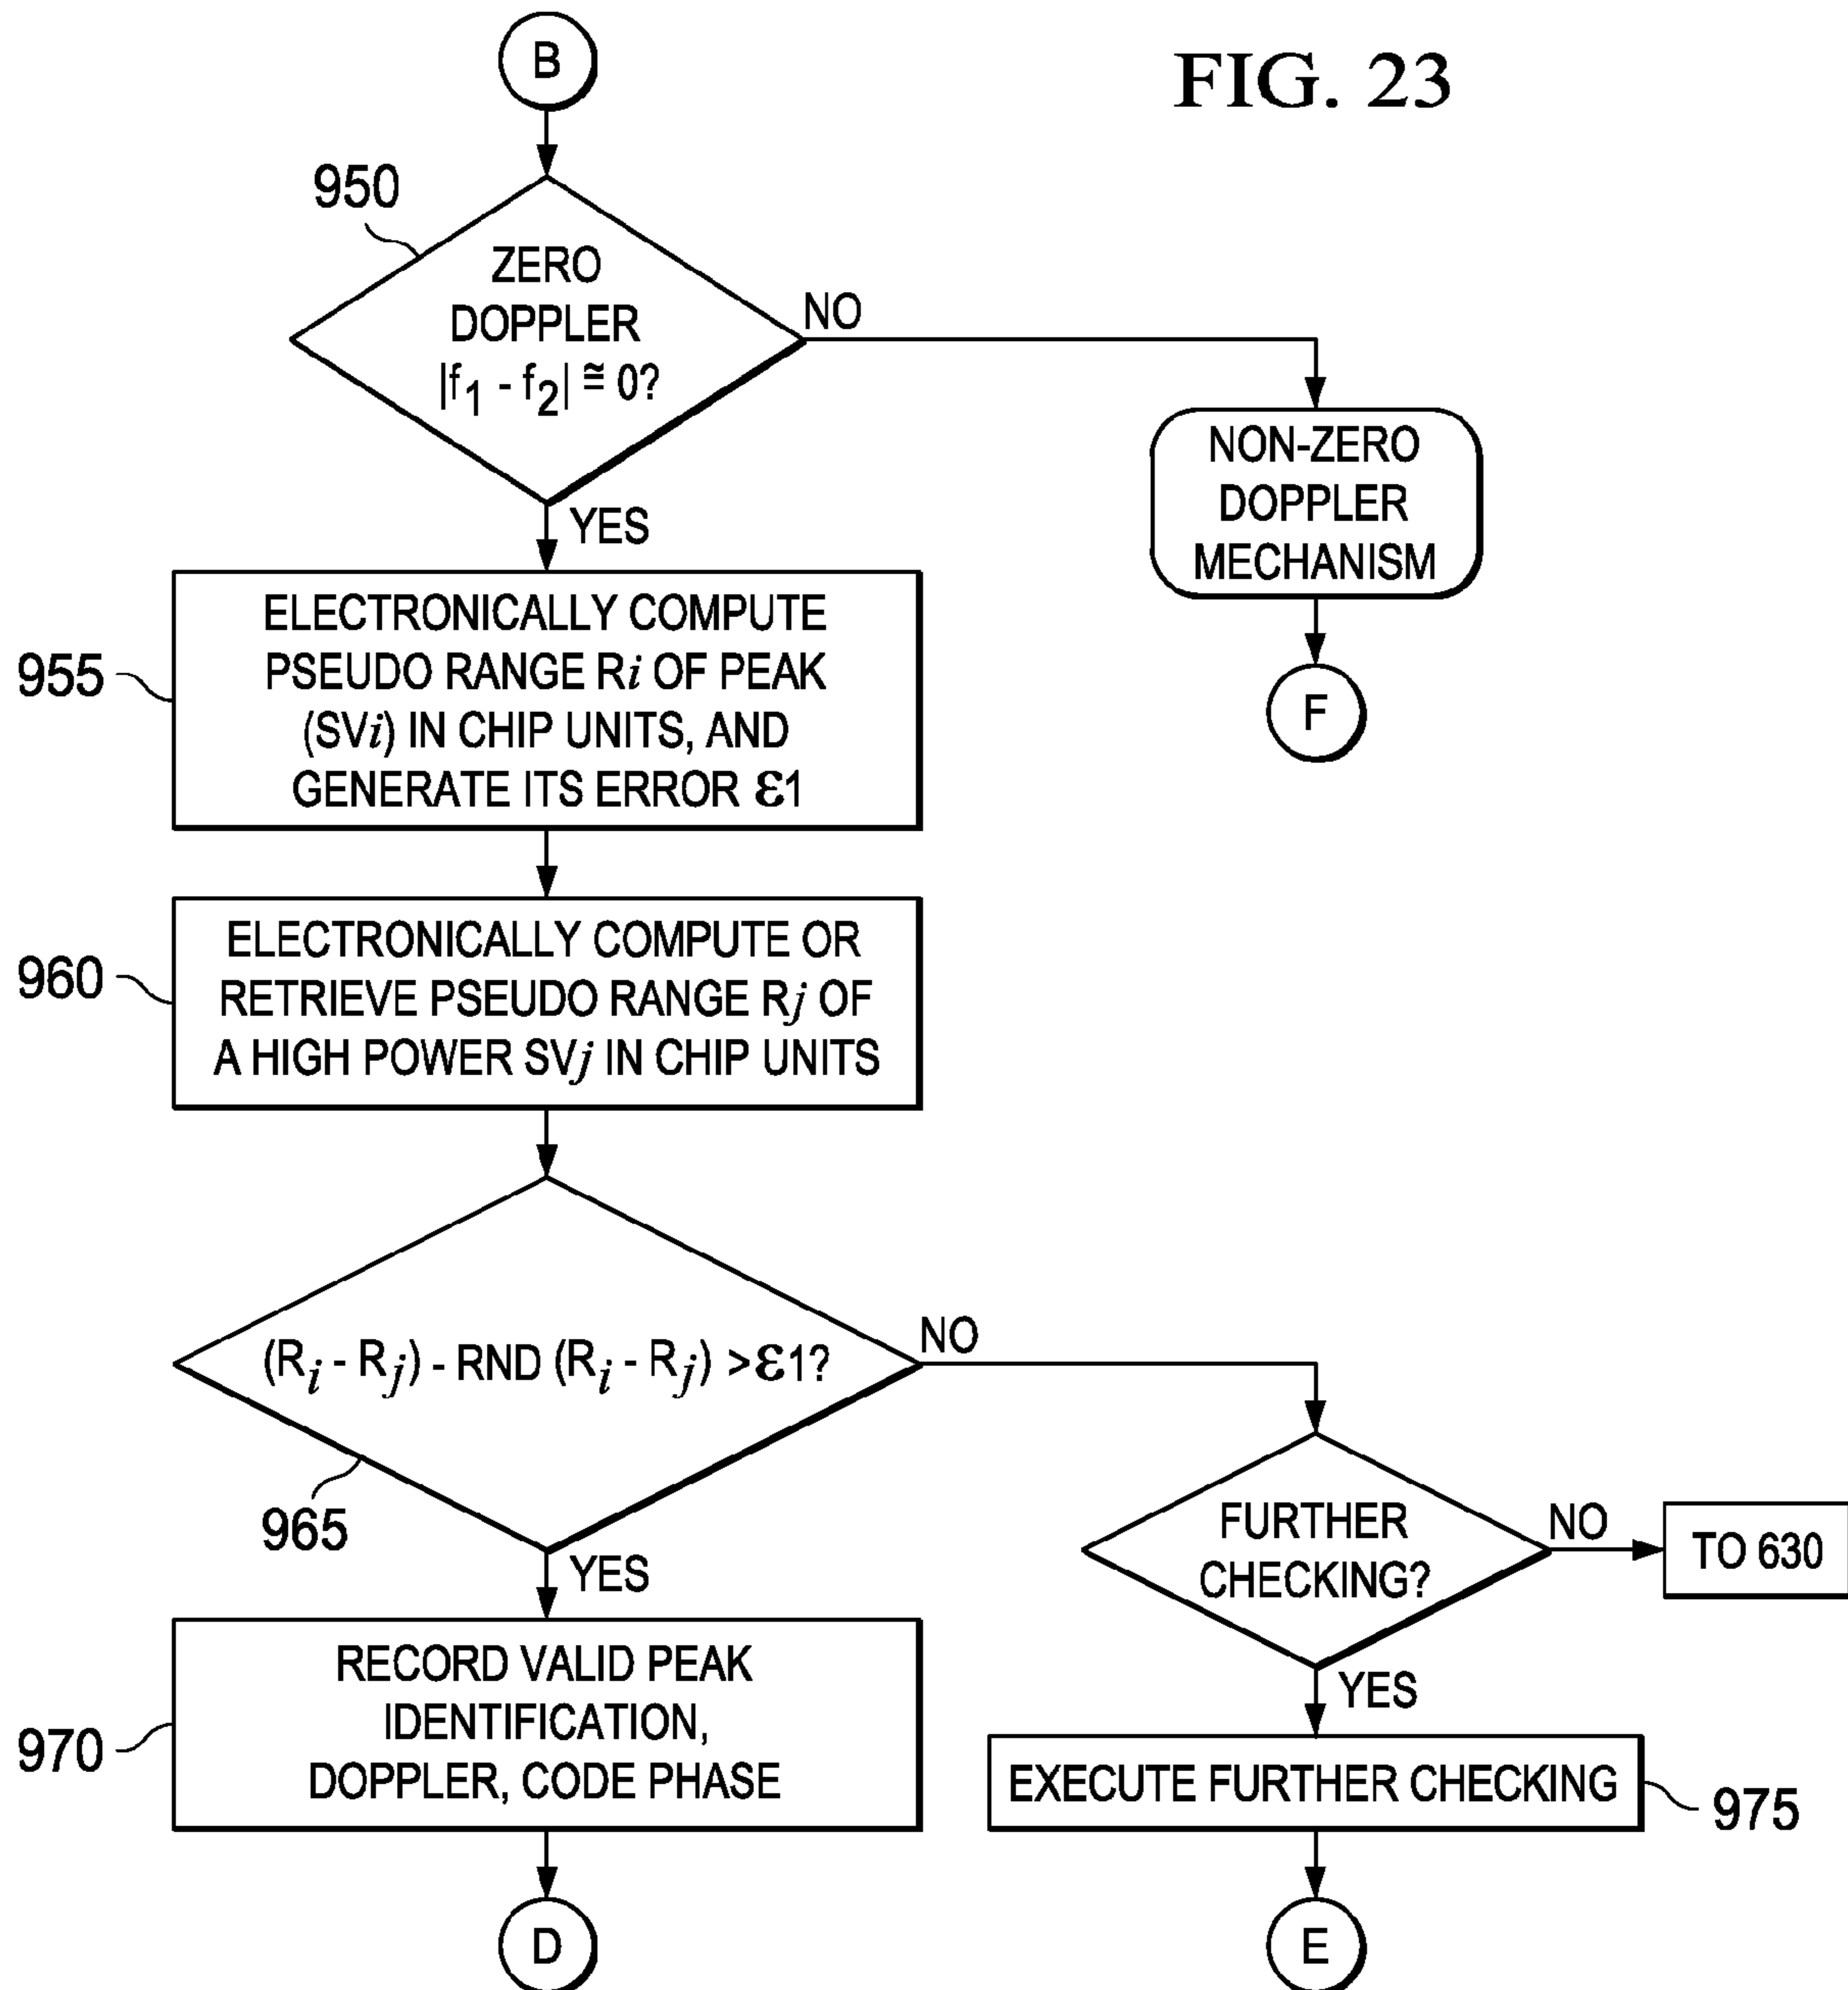 B
FIG. 23
950
ZERO
DOPPLER
|f1 - f2| ≅ 0?
NO
YES
NON-ZERO
DOPPLER
MECHANISM
F
955
ELECTRONICALLY COMPUTE
PSEUDO RANGE Ri OF PEAK
(SVi) IN CHIP UNITS, AND
GENERATE ITS ERROR ε1
960
ELECTRONICALLY COMPUTE OR
RETRIEVE PSEUDO RANGE Rj OF
A HIGH POWER SVj IN CHIP UNITS
(Ri - Rj) - RND (Ri - Rj) > ε1?
NO
965
YES
FURTHER
CHECKING?
NO
TO 630
YES
970
RECORD VALID PEAK
IDENTIFICATION,
DOPPLER, CODE PHASE
EXECUTE FURTHER CHECKING
975
D
E